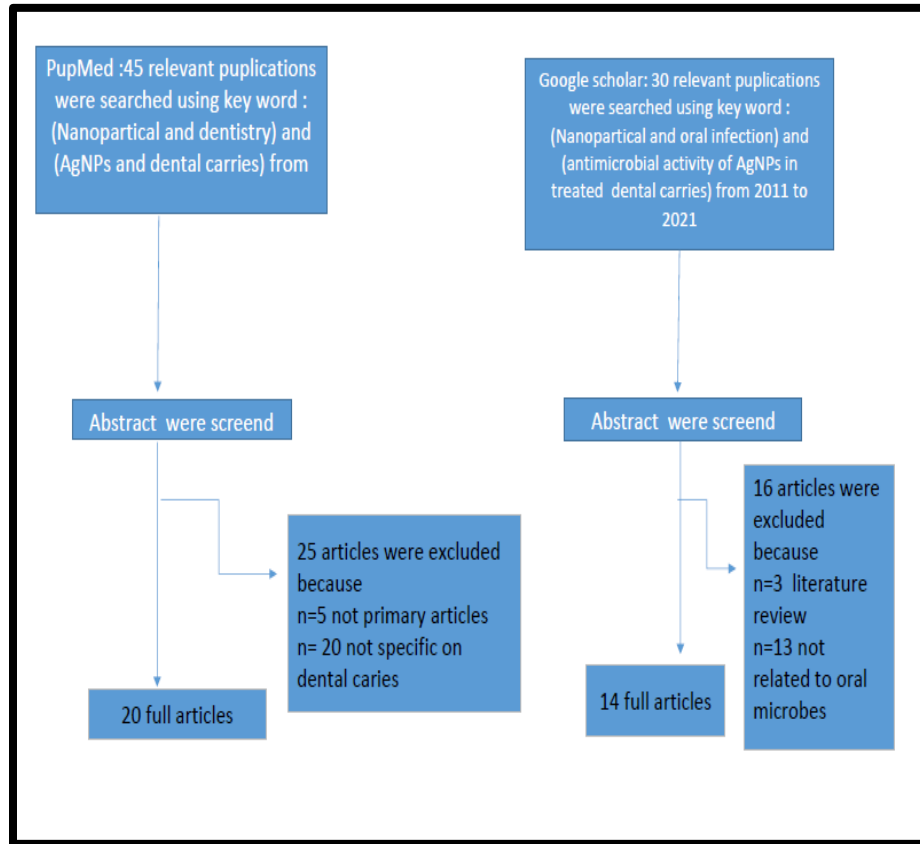 PupMed :45 relevant puplications
were searched using key word :
(Nanopartical and dentistry) and
(AgNPs and dental carries) from
Google scholar: 30 relevant puplications
were searched using key word :
(Nanopartical and oral infection) and
(antimicrobial activity of AgNPs in
treated dental carries) from 2011 to
2021
Abstract were screend
Abstract were screend
25 articles were excluded
because
n=5 not primary articles
n= 20 not specific on
dental caries
16 articles were
excluded
because
n=3 literature
review
n=13 not
related to oral
microbes
20 full articles
14 full articles